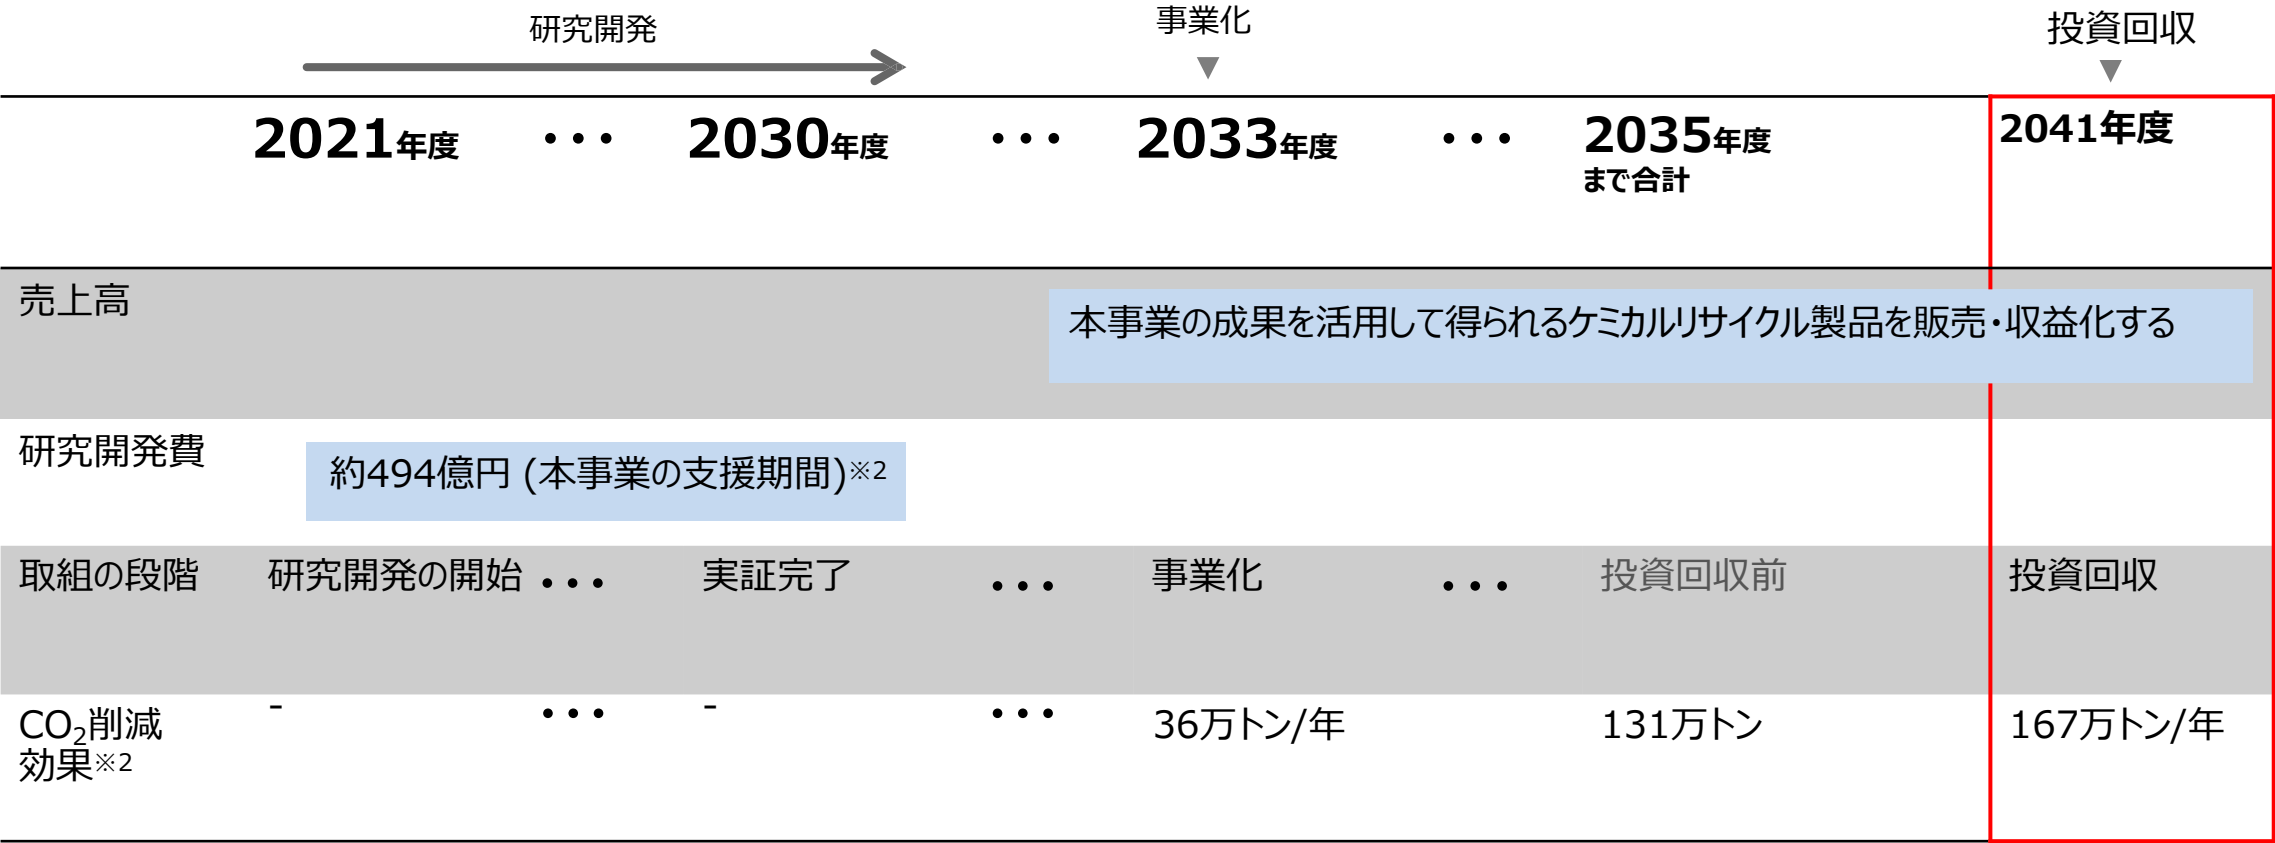 研究開発
事業化
投資回収
2021年度 ・・・ 2030年度 ・・・ 2033年度 ・・・ 2035年度 2041年度
まで合計
売上高
本事業の成果を活用して得られるケミカルリサイクル製品を販売・収益化する
研究開発費
約494億円 (本事業の支援期間)※2
取組の段階 研究開発の開始 ・・・ 実証完了 ・・・ 事業化 ・・・ 投資回収前 投資回収
CO₂削減 - ・・・ - ・・・ 36万トン/年 131万トン 167万トン/年
効果※2